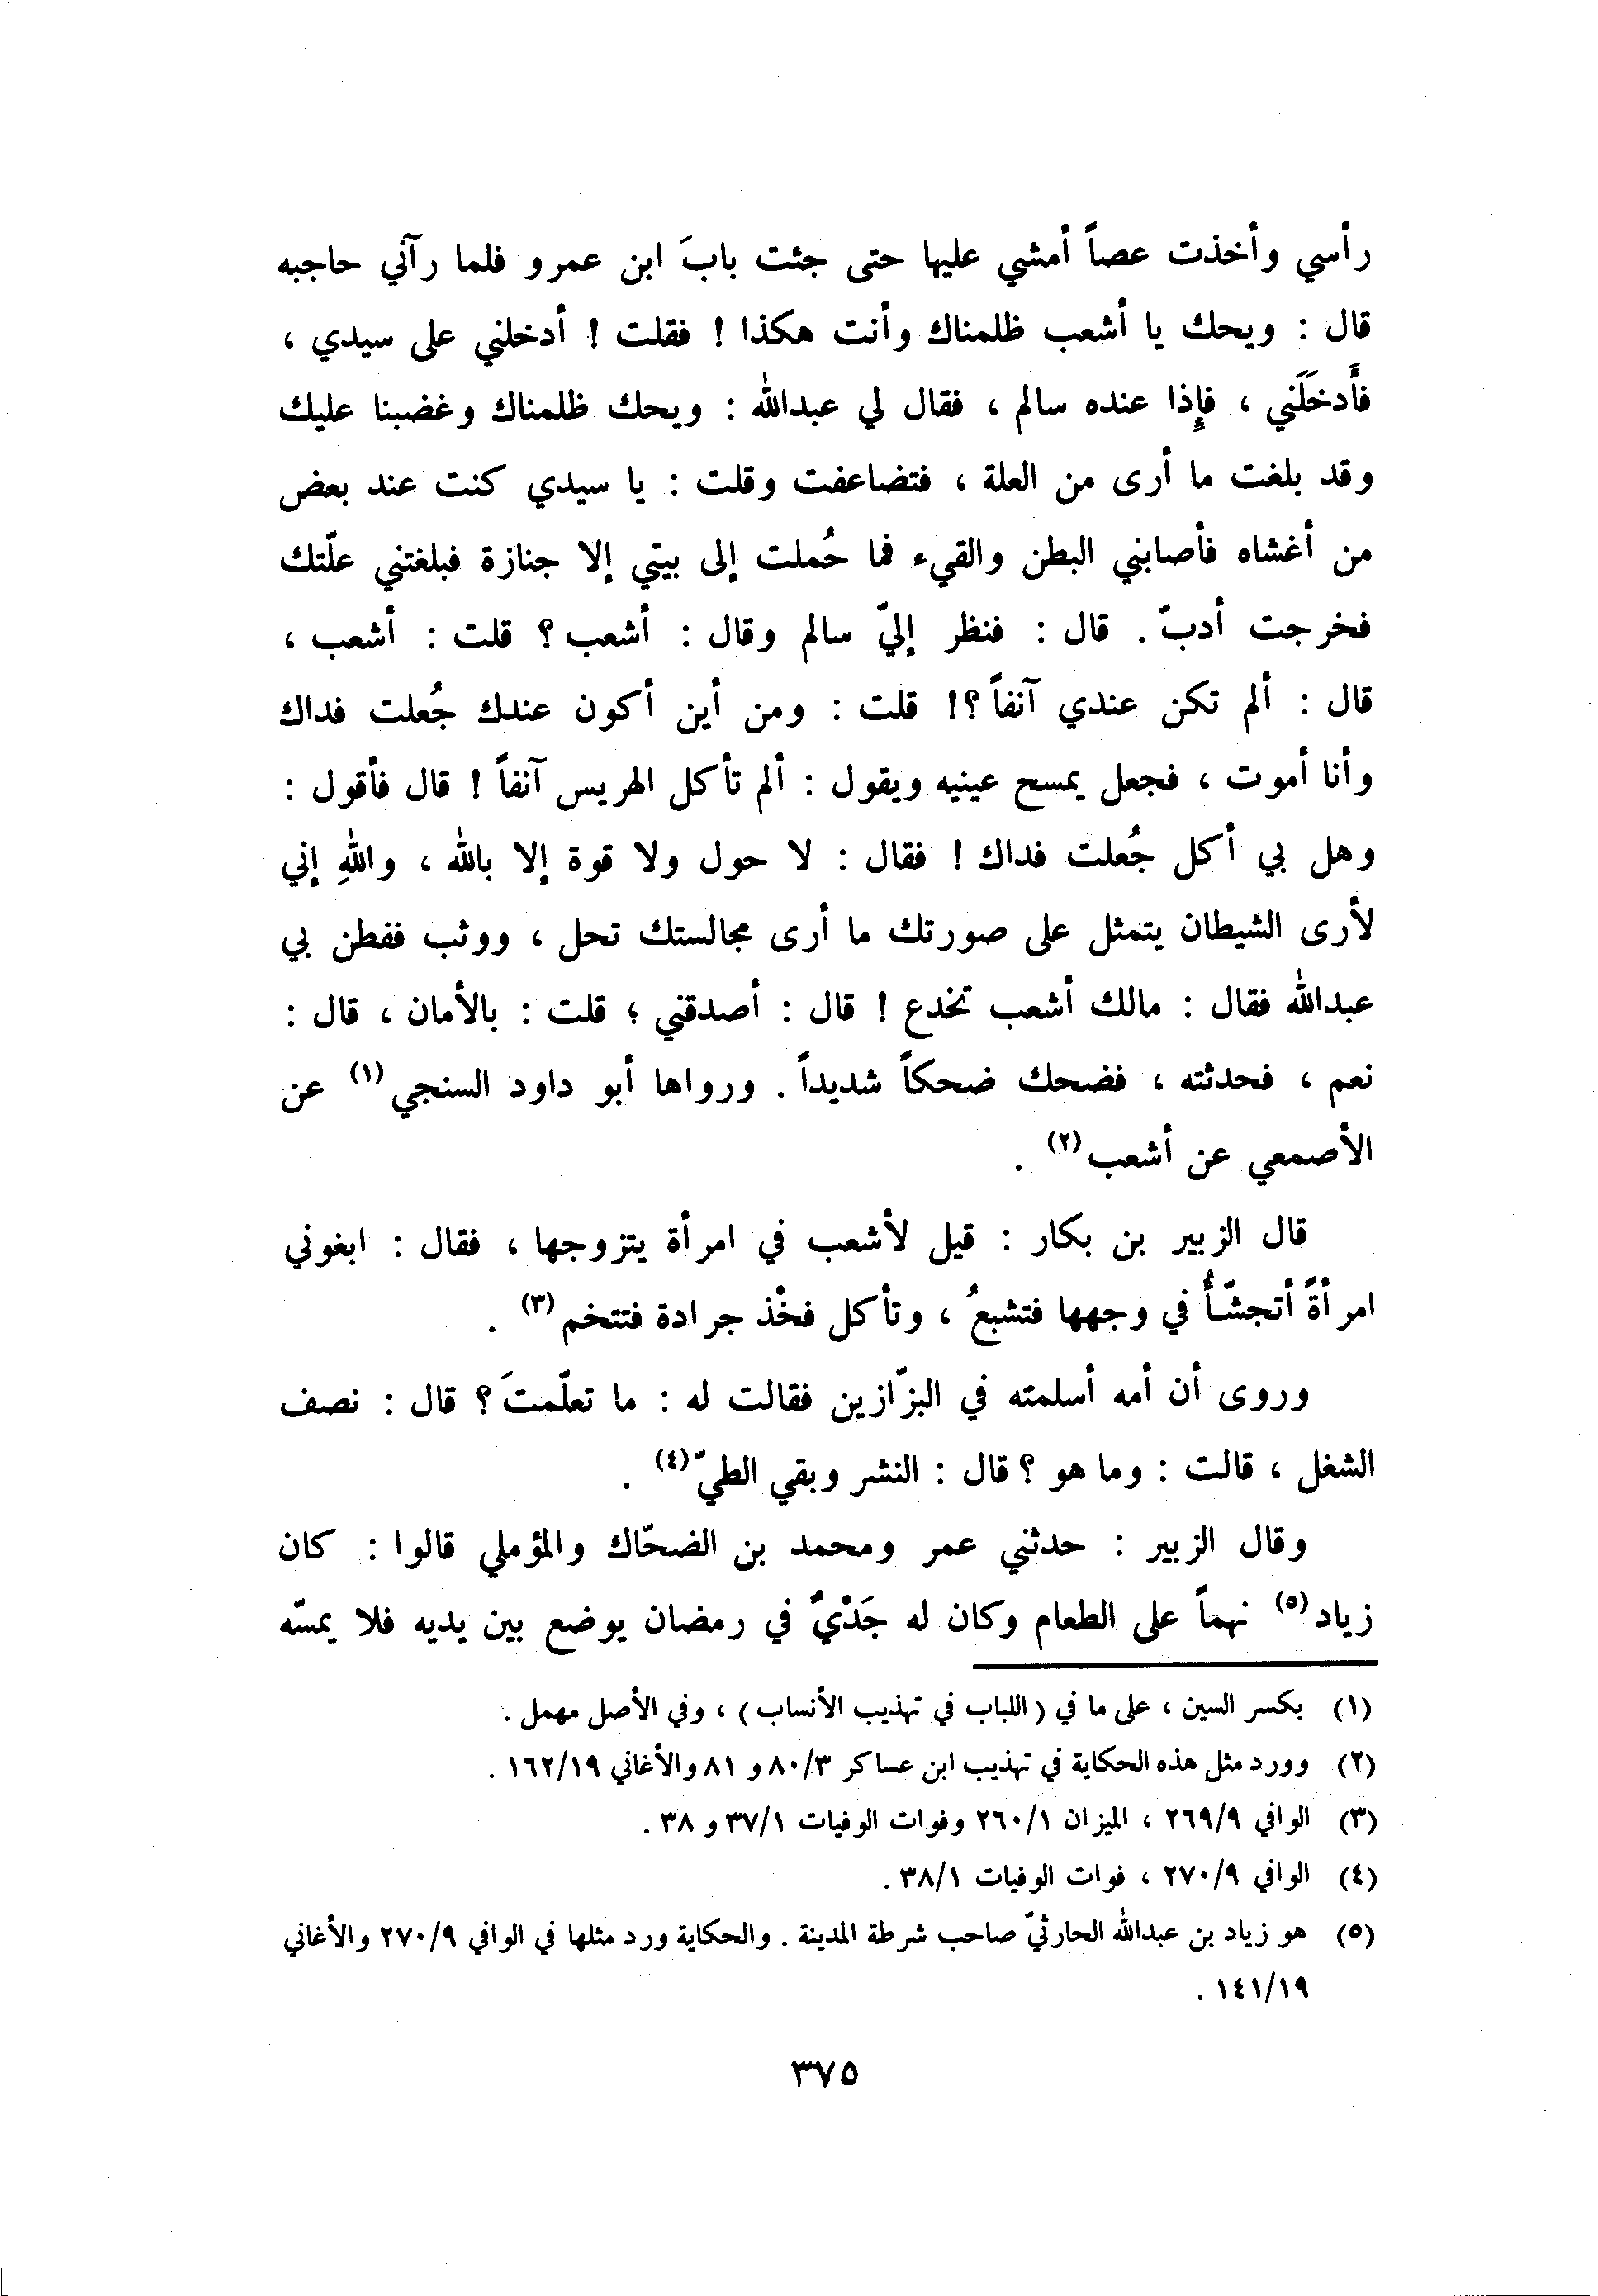 رأسي وأخذت عصاً أمشي عليها حتى جئت بابَ ابن عمرو فلما رآني حاجبه
قال : ويحك يا أشعب ظلمناك وأنت هكذا ! فقلت ! أدخلني على سيدي ،
فأَدخَلَني ، فإِذا عنده سالم ، فقال لي عبدالله : ويحك ظلمناك وغضبنا عليك
وقد بلغت ما أرى من العلة ، فتضاعفت وقلت : يا سيدي كنت عند بعض
من أغشاه فأصابني البطن والقيء فما حُملت إلى بيتي إلا جنازة فبلغتني علّتك
فخرجت أدبّ . قال : فنظر إليّ سالم وقال : أشعب ؟ قلت : أشعب ،
قال : ألم تكن عندي آنفاً ؟! قلت : ومن أين أكون عندك جُعلت فداك
وأنا أموت ، فجعل يمسح عينيه ويقول : ألم تأكل الهريس آنفاً ! قال فأقول :
وهل بي أكل جُعلت فداك ! فقال : لا حول ولا قوة إلا بالله ، واللهِ إني
لأرى الشيطان يتمثل على صورتك ما أرى مجالستك تحل ، ووثب ففطن بي
عبدالله فقال : مالك أشعب تخدع ! قال : أصدقني ؛ قلت : بالأمان ، قال :
نعم ، فحدثته ، فضحك ضحكاً شديداً . ورواها أبو داود السنجي (١) عن
الأصمعي عن أشعب (٢) .
قال الزبير بن بكار : قيل لأشعب في امرأة يتزوجها ، فقال : ابغوني
امرأةً أتجشّأُ في وجهها فتشبعُ ، وتأكل فخْذ جرادة فتتخم (٣) .
وروى أن أمه أسلمته في البزّازين فقالت له : ما تعلّمتَ ؟ قال : نصف
الشغل ، قالت : وما هو ؟ قال : النشر وبقي الطيّ (٤) .
وقال الزبير : حدثني عمر ومحمد بن الضحّاك والمؤملي قالوا : كان
زياد (٥) نهماً على الطعام وكان له جَدْيٌ في رمضان يوضع بين يديه فلا يمسّه
(١) بكسر السين ، على ما في ( اللباب في تهذيب الأنساب ) ، وفي الأصل مهمل .
(٢) وورد مثل هذه الحكاية في تهذيب ابن عساكر ٨٠/٣ و ٨١ والأغاني ١٦٢/١٩ .
(٣) الوافي ٢٦٩/٩ ، الميزان ٢٦٠/١ وفوات الوفيات ٣٧/١ و ٣٨ .
(٤) الوافي ٢٧٠/٩ ، فوات الوفيات ٣٨/١ .
(٥) هو زياد بن عبدالله الحارثيّ صاحب شرطة المدينة . والحكاية ورد مثلها في الوافي ٢٧٠/٩ والأغاني
١٤١/١٩ .
٣٧٥